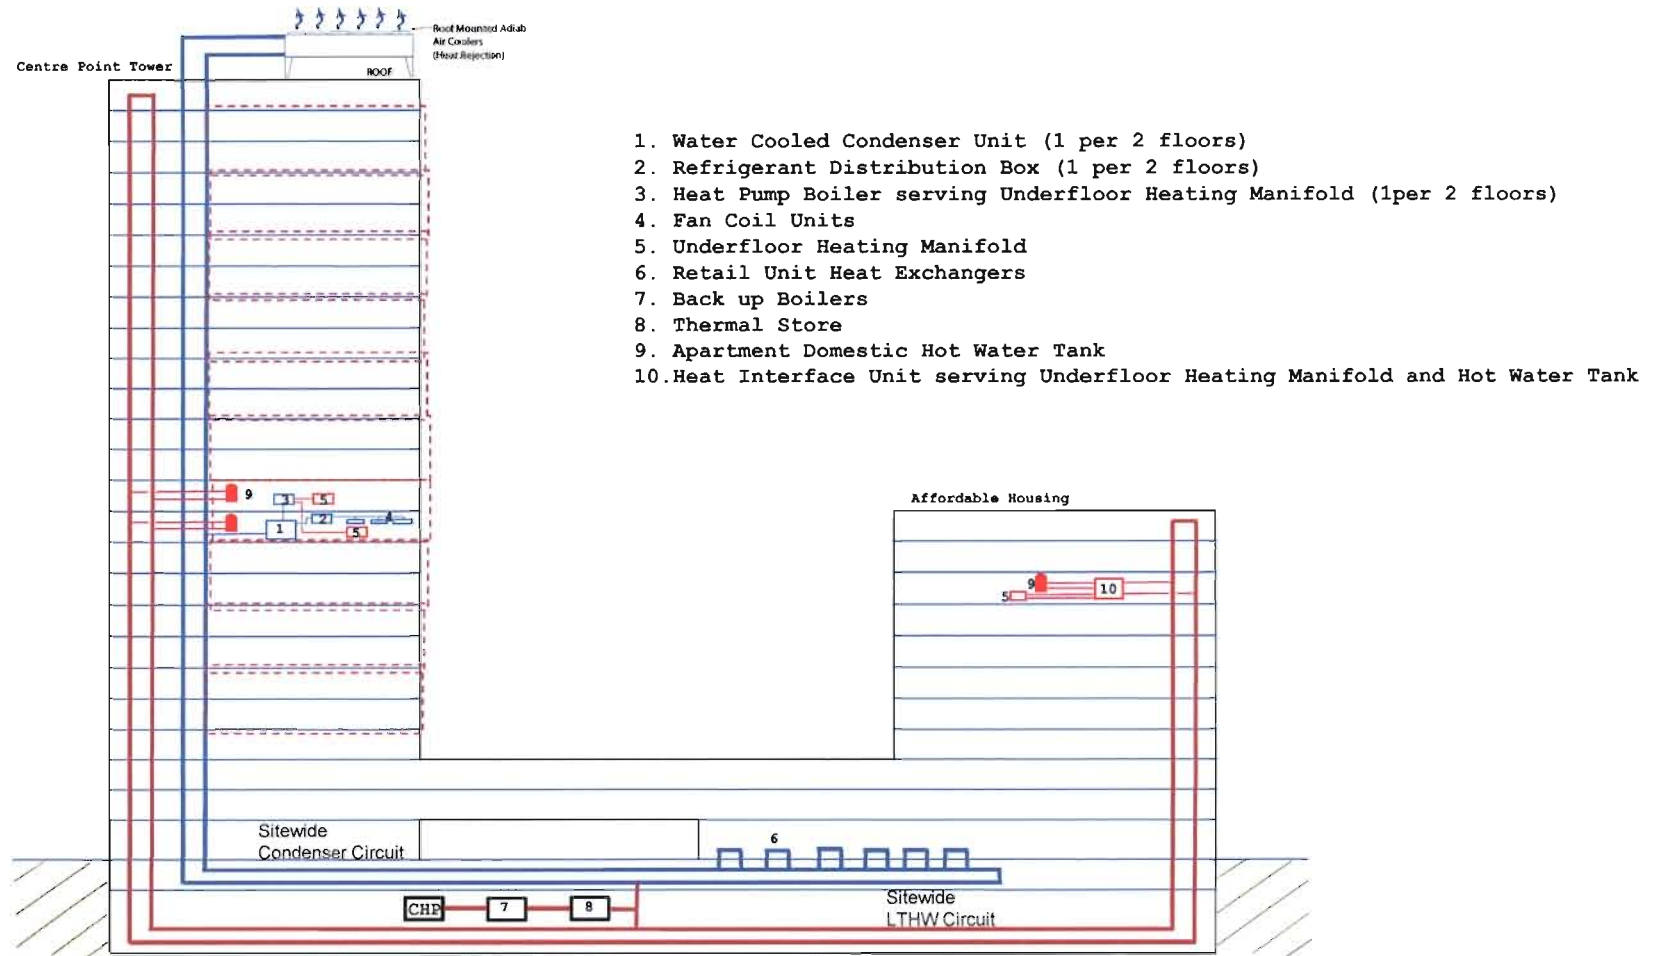 Roof Mounted Adiab
Air Coolers
(Heat Rejection)
ROOF
Centre Point Tower
1. Water Cooled Condenser Unit (1 per 2 floors)
2. Refrigerant Distribution Box (1 per 2 floors)
3. Heat Pump Boiler serving Underfloor Heating Manifold (1per 2 floors)
4. Fan Coil Units
5. Underfloor Heating Manifold
6. Retail Unit Heat Exchangers
7. Back up Boilers
8. Thermal Store
9. Apartment Domestic Hot Water Tank
10.Heat Interface Unit serving Underfloor Heating Manifold and Hot Water Tank
9
3
5
1
2
4
5
Affordable Housing
9
10
5
Sitewide
Condenser Circuit
6
CHP
7
8
Sitewide
LTHW Circuit